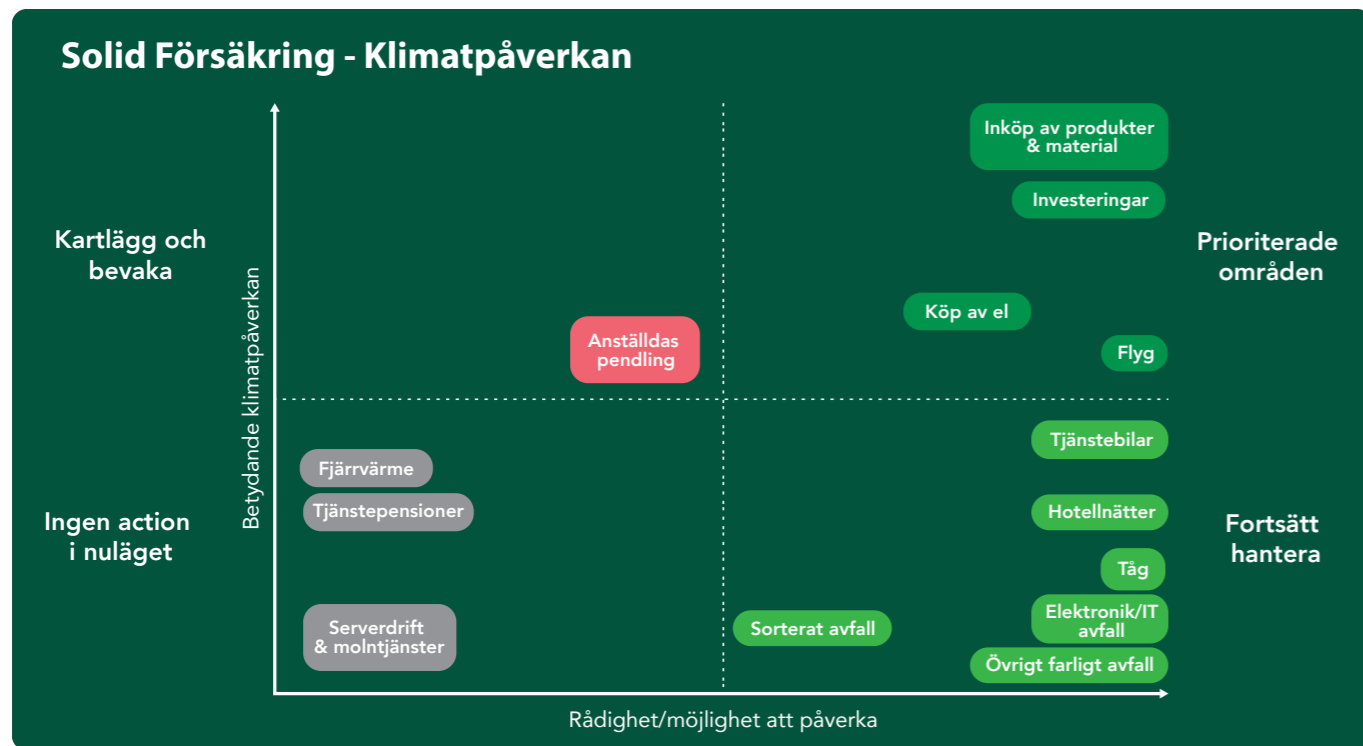 Solid Försäkring - Klimatpåverkan
Inköp av produkter
& material
Investeringar
Kartlägg och
bevaka
Prioriterade
områden
Köp av el
Anställdas
pendling
Flyg
Betydande klimatpåverkan
Tjänstebilar
Fjärrvärme
Tjänstepensioner
Hotellnätter
Ingen action
i nuläget
Fortsätt
hantera
Tåg
Serverdrift
& molntjänster
Sorterat avfall
Elektronik/IT
avfall
Övrigt farligt avfall
Rådighet/möjlighet att påverka